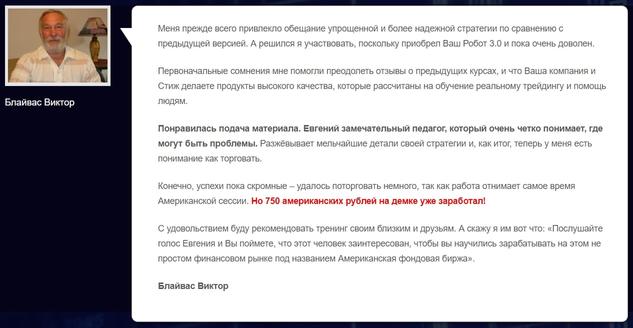 Блайвас Виктор
Меня прежде всего привлекло обещание упрощенной и более надежной стратегии по сравнению с
предыдущей версией. А решился я участвовать, поскольку приобрел Ваш Робот 3.0 и пока очень доволен.
Первоначальные сомнения мне помогли преодолеть отзывы о предыдущих курсах, и что Ваша компания и
Стиж делаете продукты высокого качества, которые рассчитаны на обучение реальному трейдингу и помощь
людям.
Понравилась подача материала. Евгений замечательный педагог, который очень четко понимает, где
могут быть проблемы. Разжёвывает мельчайшие детали своей стратегии и, как итог, теперь у меня есть
понимание как торговать.
Конечно, успехи пока скромные – удалось поторговать немного, так как работа отнимает самое время
Американской сессии. Но 750 американских рублей на демке уже заработал!
С удовольствием буду рекомендовать тренинг своим близким и друзьям. А скажу я им вот что: «Послушайте
голос Евгения и Вы поймете, что этот человек заинтересован, чтобы вы научились зарабатывать на этом не
простом финансовом рынке под названием Американская фондовая биржа».
Блайвас Виктор